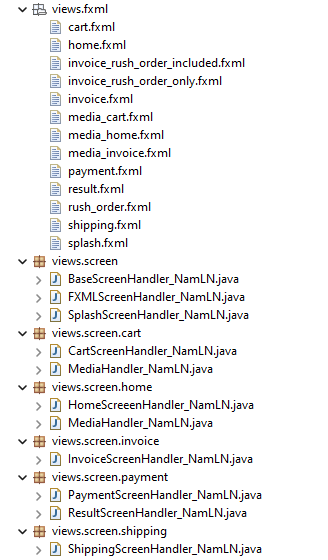 views.fxml
cart.fxml
home.fxml
invoice_rush_order_included.fxml
invoice_rush_order_only.fxml
invoice.fxml
media_cart.fxml
media_home.fxml
media_invoice.fxml
payment.fxml
result.fxml
rush_order.fxml
shipping.fxml
splash.fxml
views.screen
BaseScreenHandler_NamLN.java
FXMLScreenHandler_NamLN.java
SplashScreenHandler_NamLN.java
views.screen.cart
CartScreenHandler_NamLN.java
MediaHandler_NamLN.java
views.screen.home
HomeScreeenHandler_NamLN.java
MediaHandler_NamLN.java
views.screen.invoice
InvoiceScreenHandler_NamLN.java
views.screen.payment
PaymentScreenHandler_NamLN.java
ResultScreenHandler_NamLN.java
views.screen.shipping
ShippingScreenHandler_NamLN.java